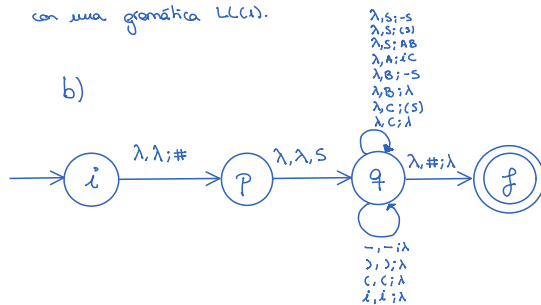 con una gramática LL(1).
b)
λ,S;-S
λ,S;(S)
λ,S;AB
λ,A;iC
λ,B;-S
λ,B;λ
λ,C;(S)
λ,C;λ
λ,λ;#
λ,λ,S
λ,#;λ
i
p
q
f
-,-;λ
),);λ
(,(;λ
i,i;λ